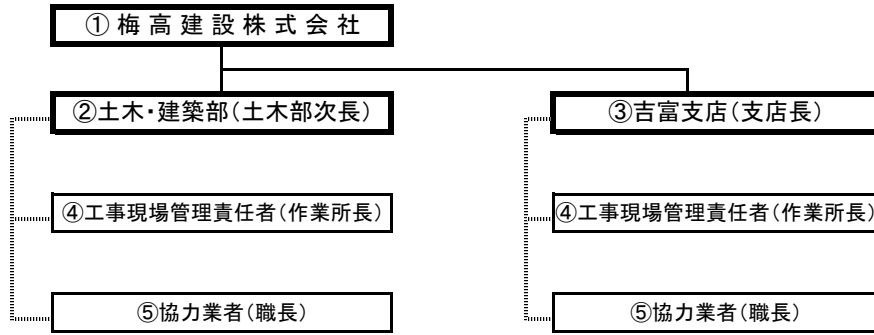 ①梅高建設株式会社
②土木・建築部(土木部次長)
③吉富支店(支店長)
④工事現場管理責任者(作業所長)
④工事現場管理責任者(作業所長)
⑤協力業者(職長)
⑤協力業者(職長)